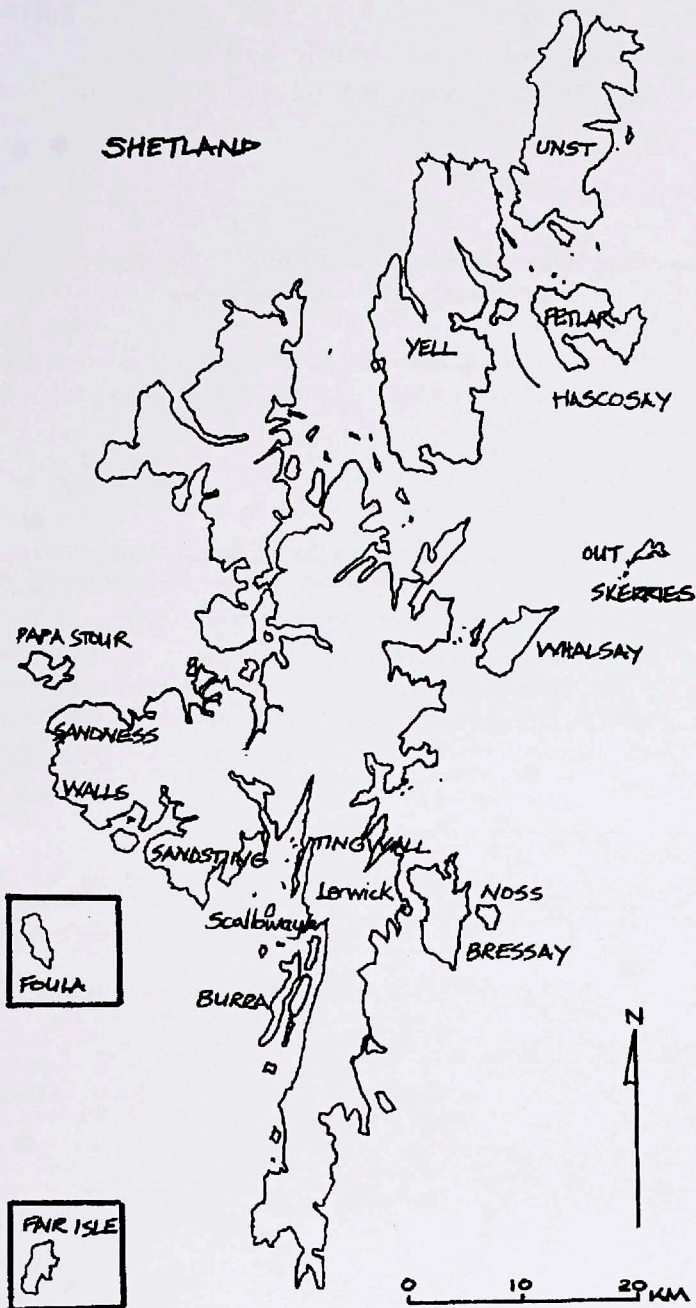 SHETLAND
UNST
FETLAR
YELL
HASCOSAY
OUT
SKERRIES
PAPA STOUR
WHALSAY
SANDNESS
WALLS
SANDSTING
TINGWALL
Lerwick
NOSS
Scalloway
BRESSAY
FOULA
BURRA
N
FAIR ISLE
0 10 20 KM